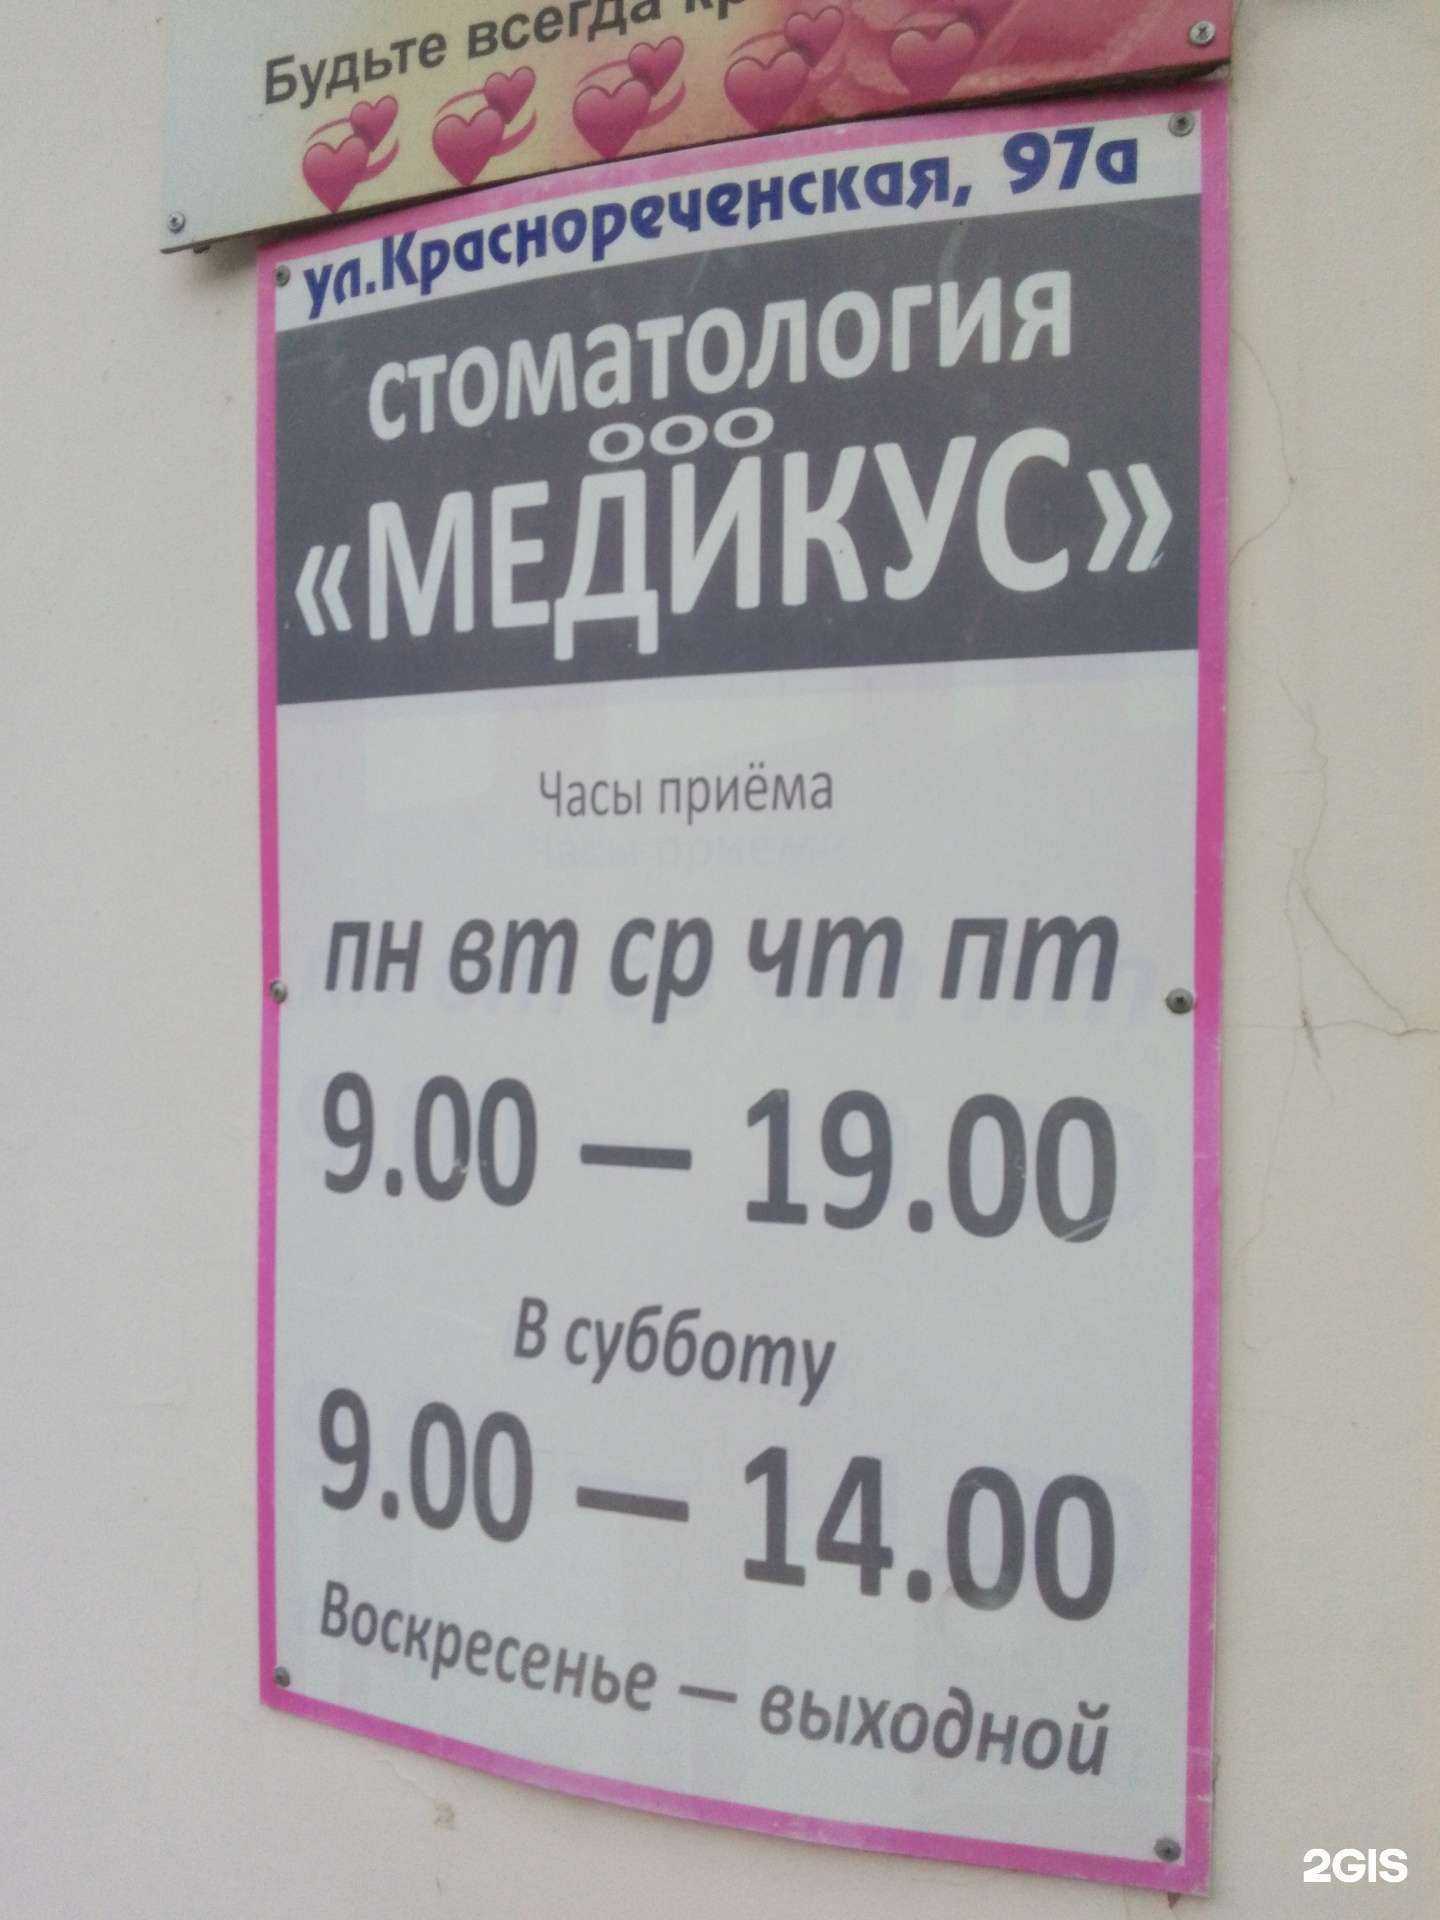 Будьте всегда
ул.Краснореченская, 97а
стоматология
ООО
«МЕДИКУС»
Часы приёма
пн вт ср чт пт
9.00 — 19.00
В субботу
9.00 — 14.00
Воскресенье — выходной
2GIS